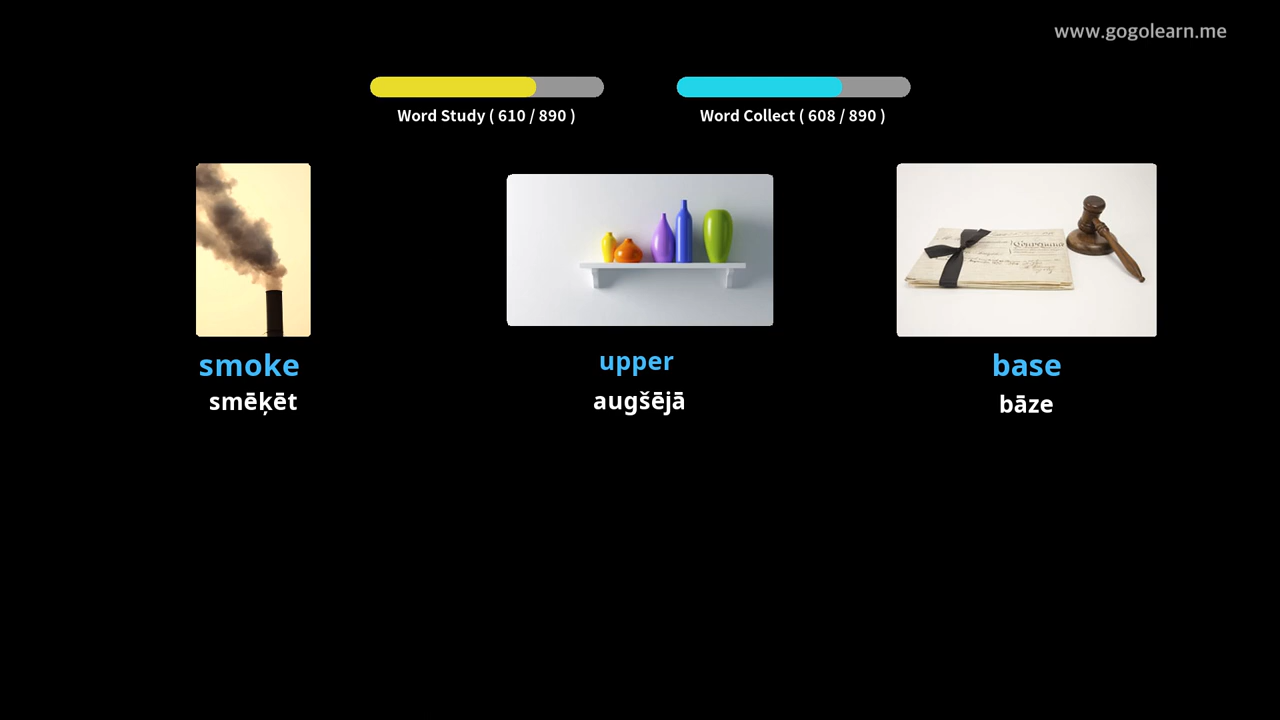 www.gogolearn.me
Word Study ( 610 / 890 )
Word Collect ( 608 / 890 )
smoke
smēķēt
upper
augšējā
base
bāze